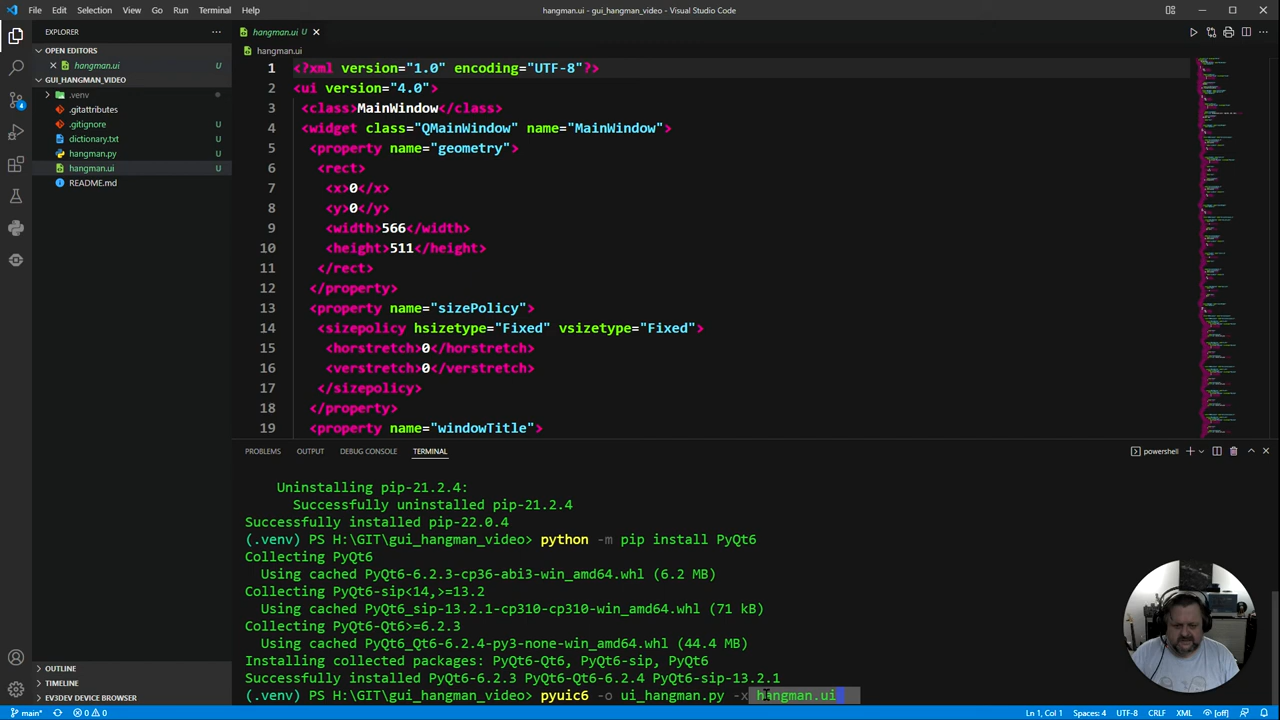 File Edit Selection View Go Run Terminal Help
hangman.ui - gui_hangman_video - Visual Studio Code
EXPLORER
OPEN EDITORS
hangman.ui U
GUI_HANGMAN_VIDEO
.venv
.gitattributes
.gitignore U
dictionary.txt U
hangman.py U
hangman.ui U
README.md
OUTLINE
TIMELINE
EV3DEV DEVICE BROWSER
4
hangman.ui U
hangman.ui
1 <?xml version="1.0" encoding="UTF-8"?>
2 <ui version="4.0">
3 <class>MainWindow</class>
4 <widget class="QMainWindow" name="MainWindow">
5 <property name="geometry">
6 <rect>
7 <x>0</x>
8 <y>0</y>
9 <width>566</width>
10 <height>511</height>
11 </rect>
12 </property>
13 <property name="sizePolicy">
14 <sizepolicy hsizetype="Fixed" vsizetype="Fixed">
15 <horstretch>0</horstretch>
16 <verstretch>0</verstretch>
17 </sizepolicy>
18 </property>
19 <property name="windowTitle">
PROBLEMS OUTPUT DEBUG CONSOLE TERMINAL
powershell
Uninstalling pip-21.2.4:
Successfully uninstalled pip-21.2.4
Successfully installed pip-22.0.4
(.venv) PS H:\GIT\gui_hangman_video> python -m pip install PyQt6
Collecting PyQt6
Using cached PyQt6-6.2.3-cp36-abi3-win_amd64.whl (6.2 MB)
Collecting PyQt6-sip<14,>=13.2
Using cached PyQt6_sip-13.2.1-cp310-cp310-win_amd64.whl (71 kB)
Collecting PyQt6-Qt6>=6.2.3
Using cached PyQt6_Qt6-6.2.4-py3-none-win_amd64.whl (44.4 MB)
Installing collected packages: PyQt6-Qt6, PyQt6-sip, PyQt6
Successfully installed PyQt6-6.2.3 PyQt6-Qt6-6.2.4 PyQt6-sip-13.2.1
(.venv) PS H:\GIT\gui_hangman_video> pyuic6 -o ui_hangman.py -x hangman.ui
main* 0 0
Ln 1, Col 1 Spaces: 4 UTF-8 CRLF XML [off]